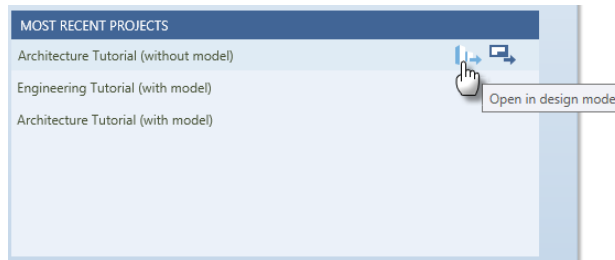 MOST RECENT PROJECTS
Architecture Tutorial (without model)
Open in design mode
Engineering Tutorial (with model)
Architecture Tutorial (with model)